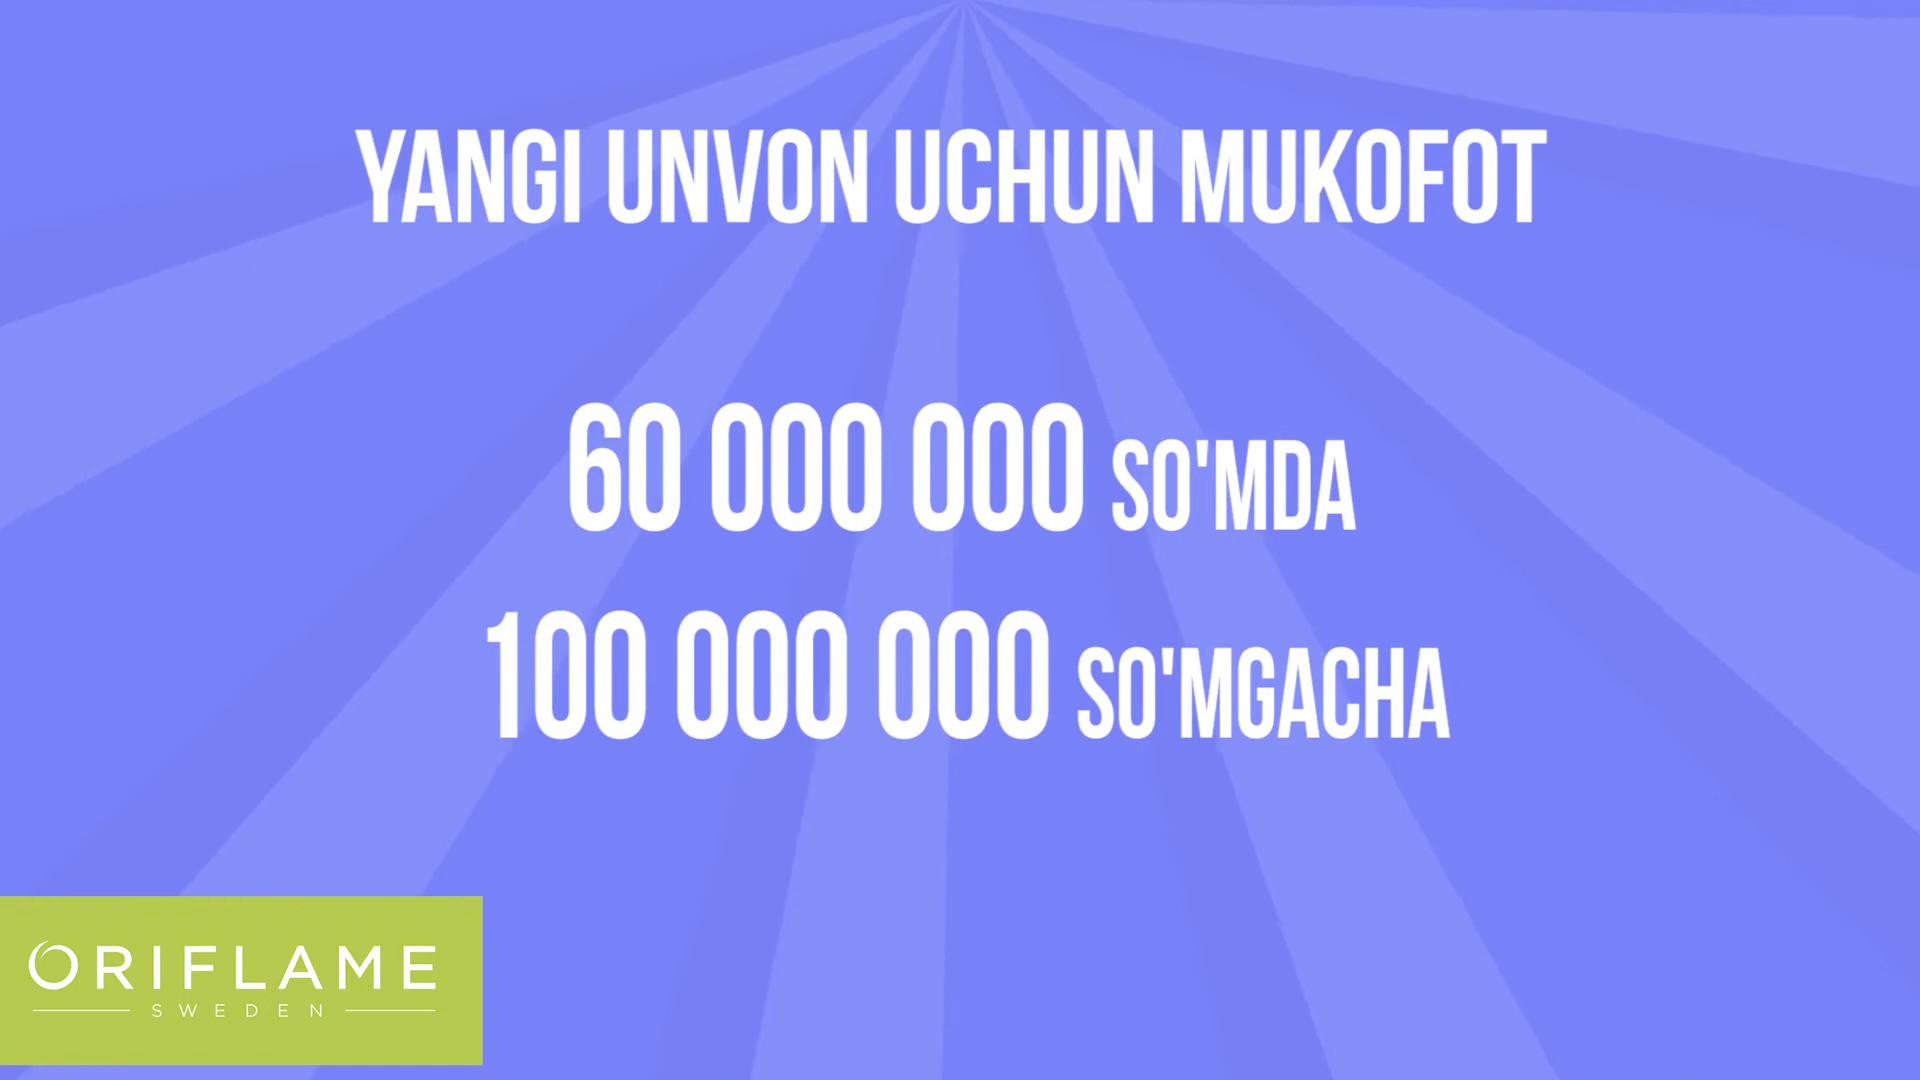 YANGI UNVON UCHUN MUKOFOT
60 000 000 SO'MDA
100 000 000 SO'MGACHA
ORIFLAME
SWEDEN